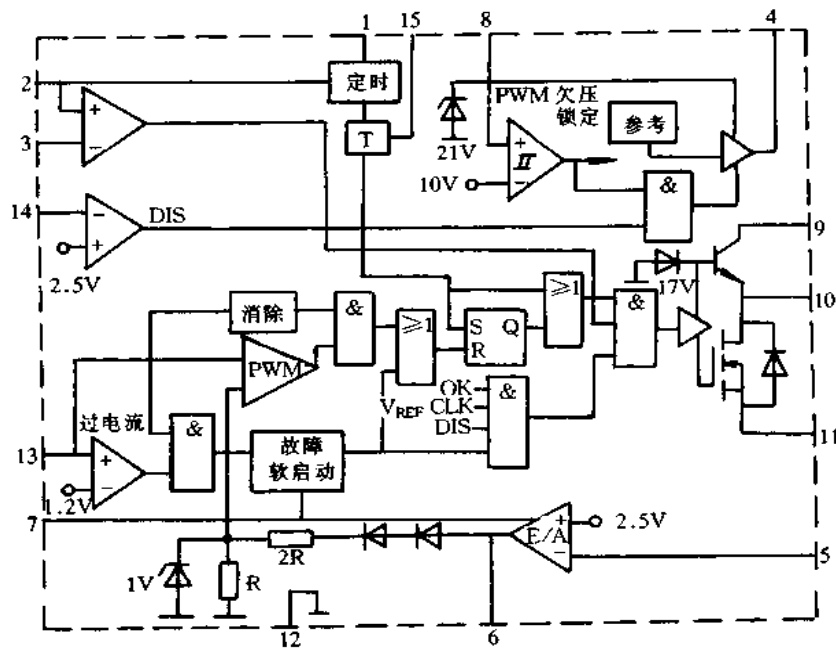 1
15
8
4
2
定时
PWM 欠压
锁定
参考
+
3
−
T
21V
+
II
−
10V
&
14
−
DIS
+
2.5V
9
17V
10
消除
&
≥1
S Q
R
≥1
&
PWM
OK
VREF CLK
DIS
&
过电流
13
+
−
1.2V
&
故障
软启动
11
7
+
2.5V
E/A
−
5
1V
R
2R
12
6